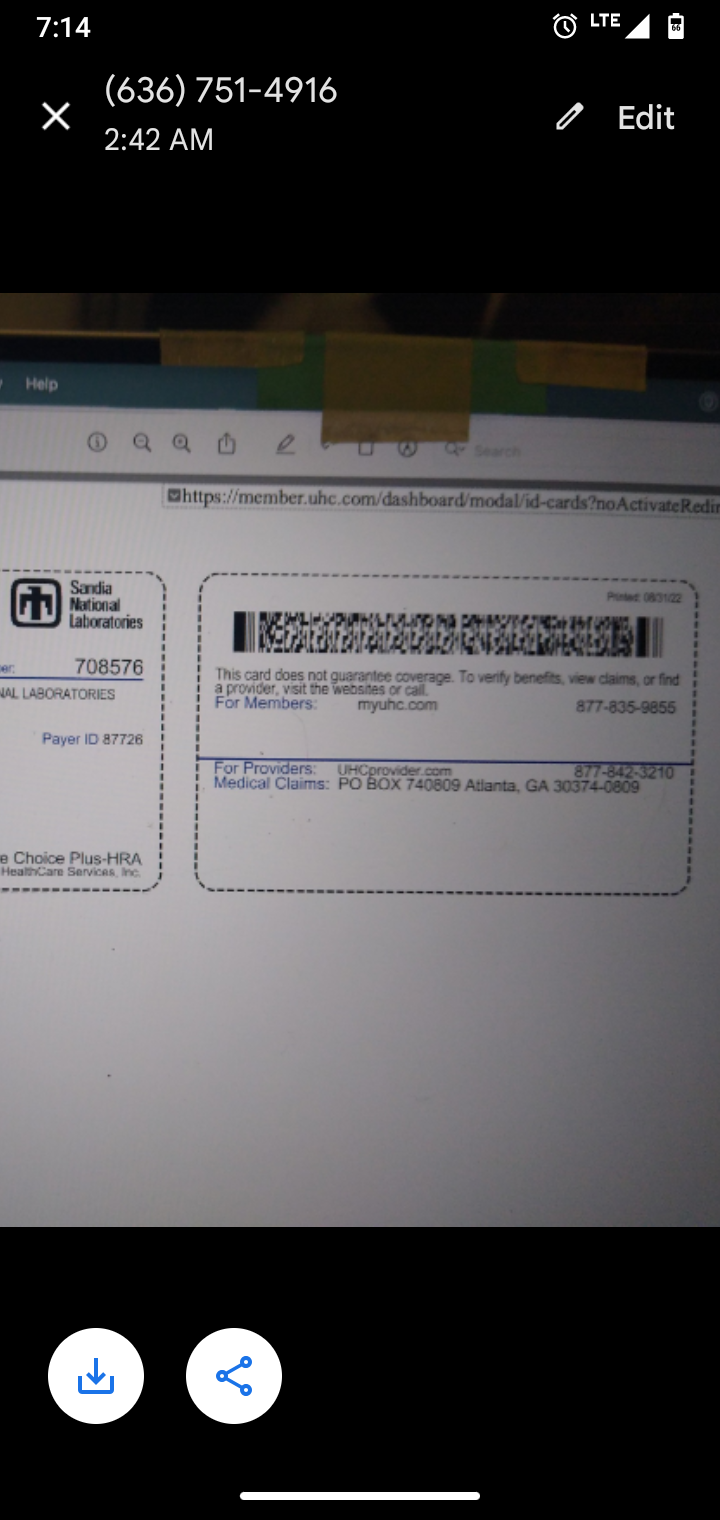 7:14
LTE
66
(636) 751-4916
2:42 AM
Edit
Help
Search
https://member.uhc.com/dashboard/modal/id-cards?noActivateRedir
Sandia
National
Laboratories
er:
708576
NAL LABORATORIES
Payer ID 87726
e Choice Plus-HRA
HealthCare Services, Inc.
Printed: 08/31/22
This card does not guarantee coverage. To verify benefits, view claims, or find
a provider, visit the websites or call.
For Members: myuhc.com 877-835-9855
For Providers: UHCprovider.com 877-842-3210
Medical Claims: PO BOX 740809 Atlanta, GA 30374-0809